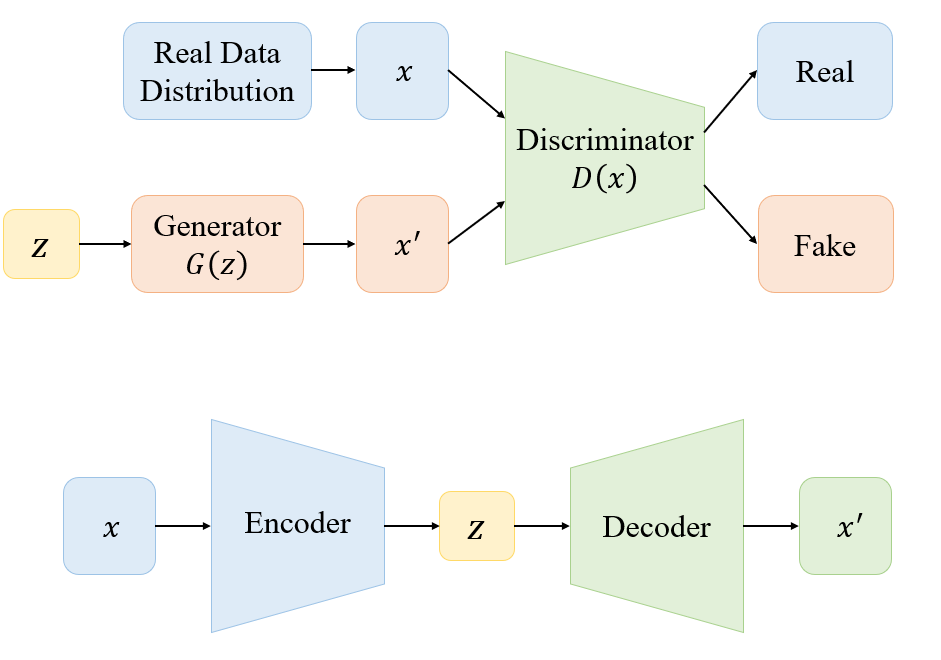 Real Data
Distribution
x
Discriminator
D(x)
Real
z
Generator
G(z)
x′
Fake
x
Encoder
z
Decoder
x′